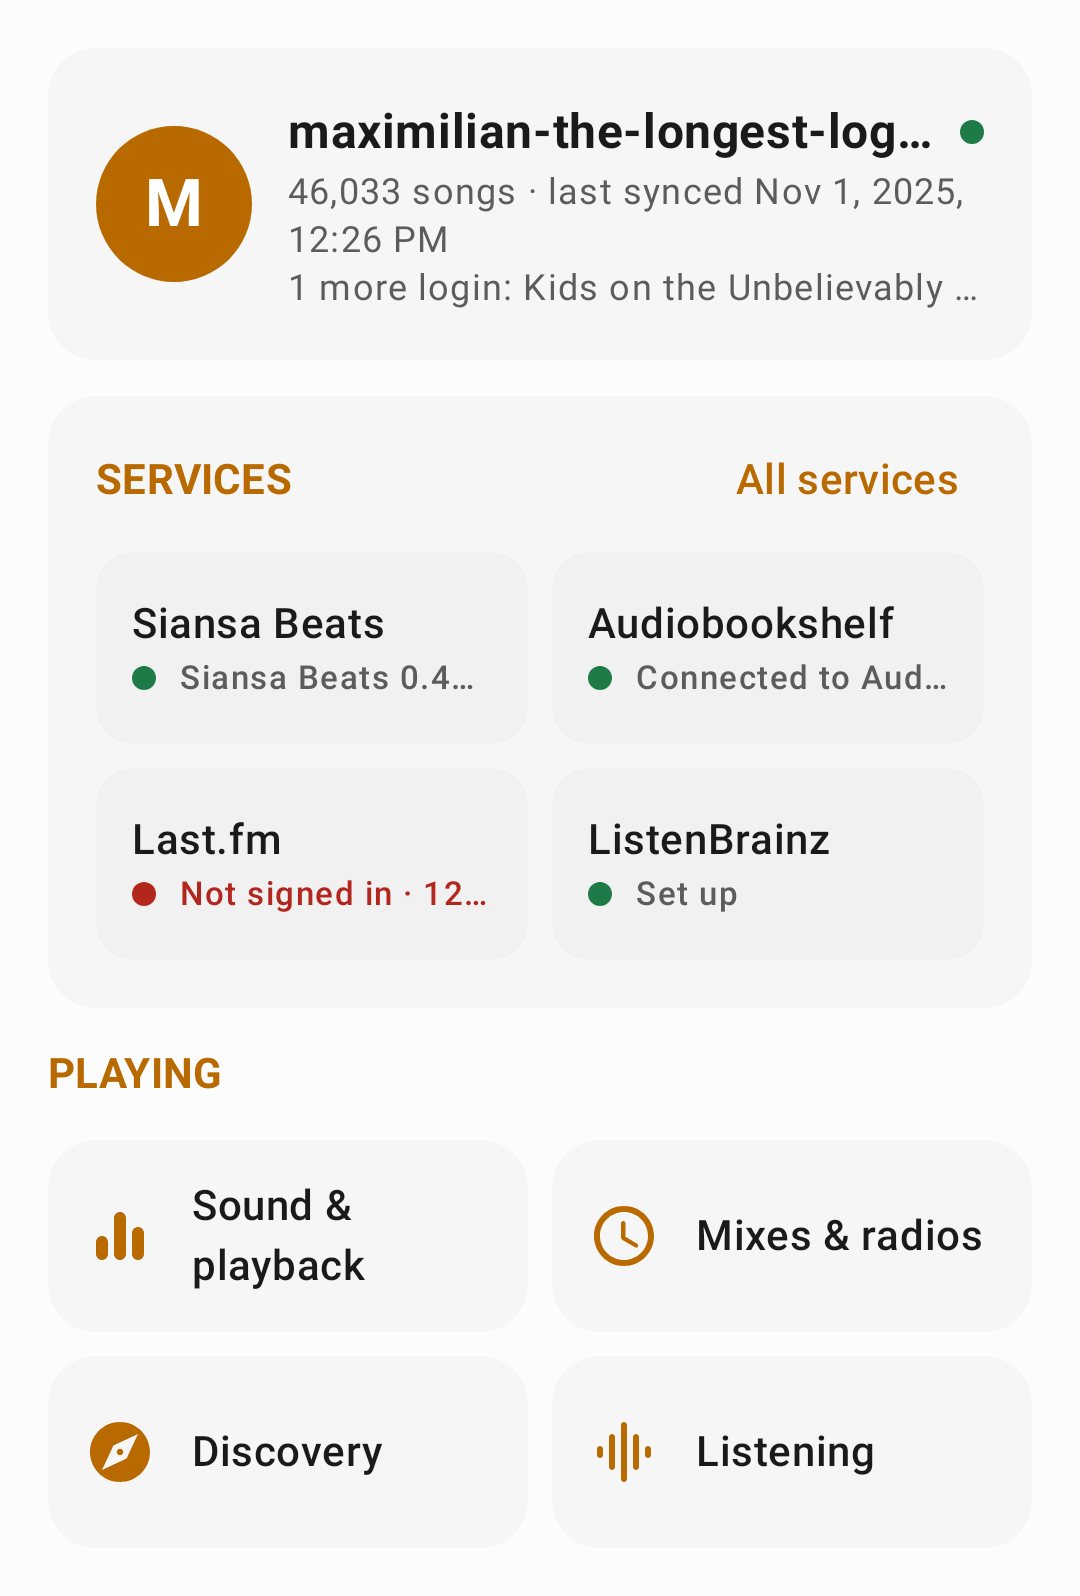 M
maximilian-the-longest-log…
46,033 songs · last synced Nov 1, 2025,
12:26 PM
1 more login: Kids on the Unbelievably …
SERVICES
All services
Siansa Beats
Siansa Beats 0.4…
Audiobookshelf
Connected to Aud…
Last.fm
Not signed in · 12…
ListenBrainz
Set up
PLAYING
Sound &
playback
Mixes & radios
Discovery
Listening